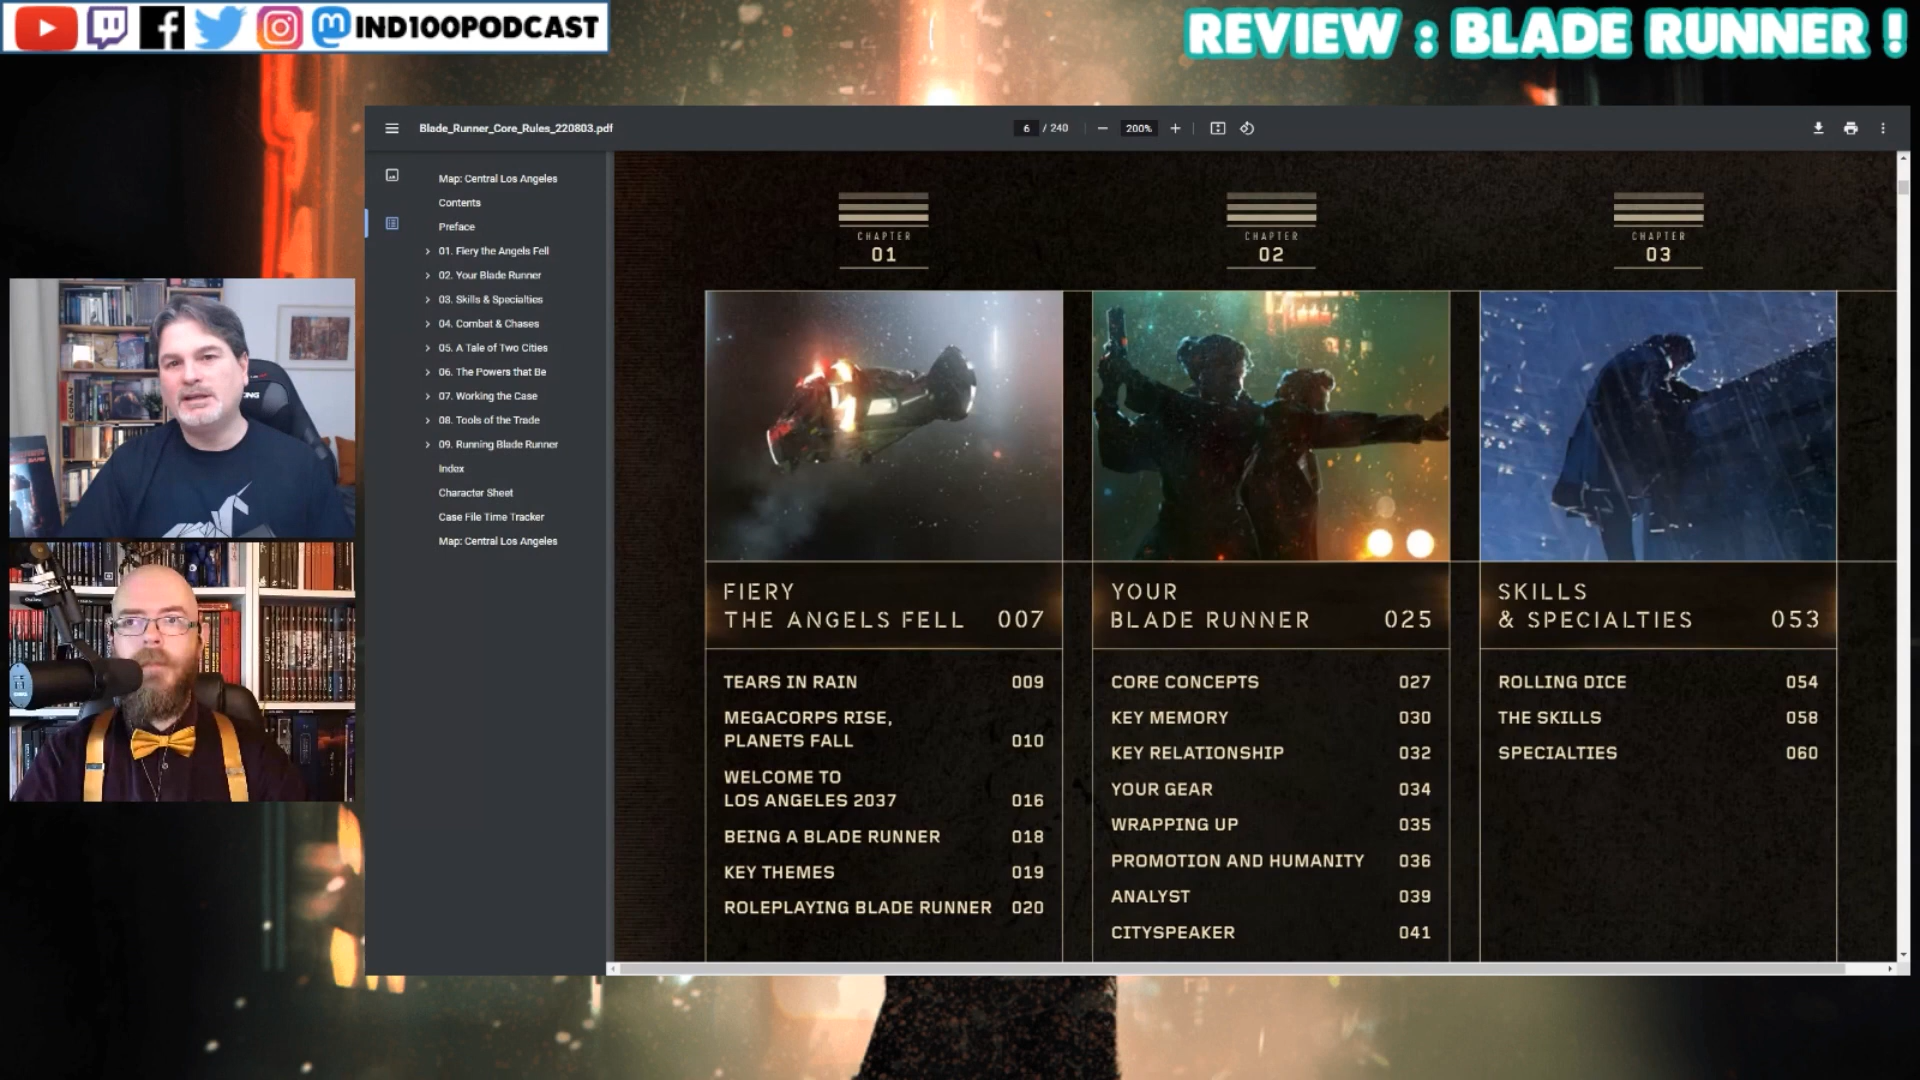 IND100PODCAST
REVIEW : BLADE RUNNER !
Blade_Runner_Core_Rules_220803.pdf
6 / 240
200%
Map: Central Los Angeles
Contents
Preface
01. Fiery the Angels Fell
02. Your Blade Runner
03. Skills & Specialties
04. Combat & Chases
05. A Tale of Two Cities
06. The Powers that Be
07. Working the Case
08. Tools of the Trade
09. Running Blade Runner
Index
Character Sheet
Case File Time Tracker
Map: Central Los Angeles
CHAPTER
01
FIERY
THE ANGELS FELL 007
TEARS IN RAIN 009
MEGACORPS RISE,
PLANETS FALL 010
WELCOME TO
LOS ANGELES 2037 016
BEING A BLADE RUNNER 018
KEY THEMES 019
ROLEPLAYING BLADE RUNNER 020
CHAPTER
02
YOUR
BLADE RUNNER 025
CORE CONCEPTS 027
KEY MEMORY 030
KEY RELATIONSHIP 032
YOUR GEAR 034
WRAPPING UP 035
PROMOTION AND HUMANITY 036
ANALYST 039
CITYSPEAKER 041
CHAPTER
03
SKILLS
& SPECIALTIES 053
ROLLING DICE 054
THE SKILLS 058
SPECIALTIES 060
CONAN